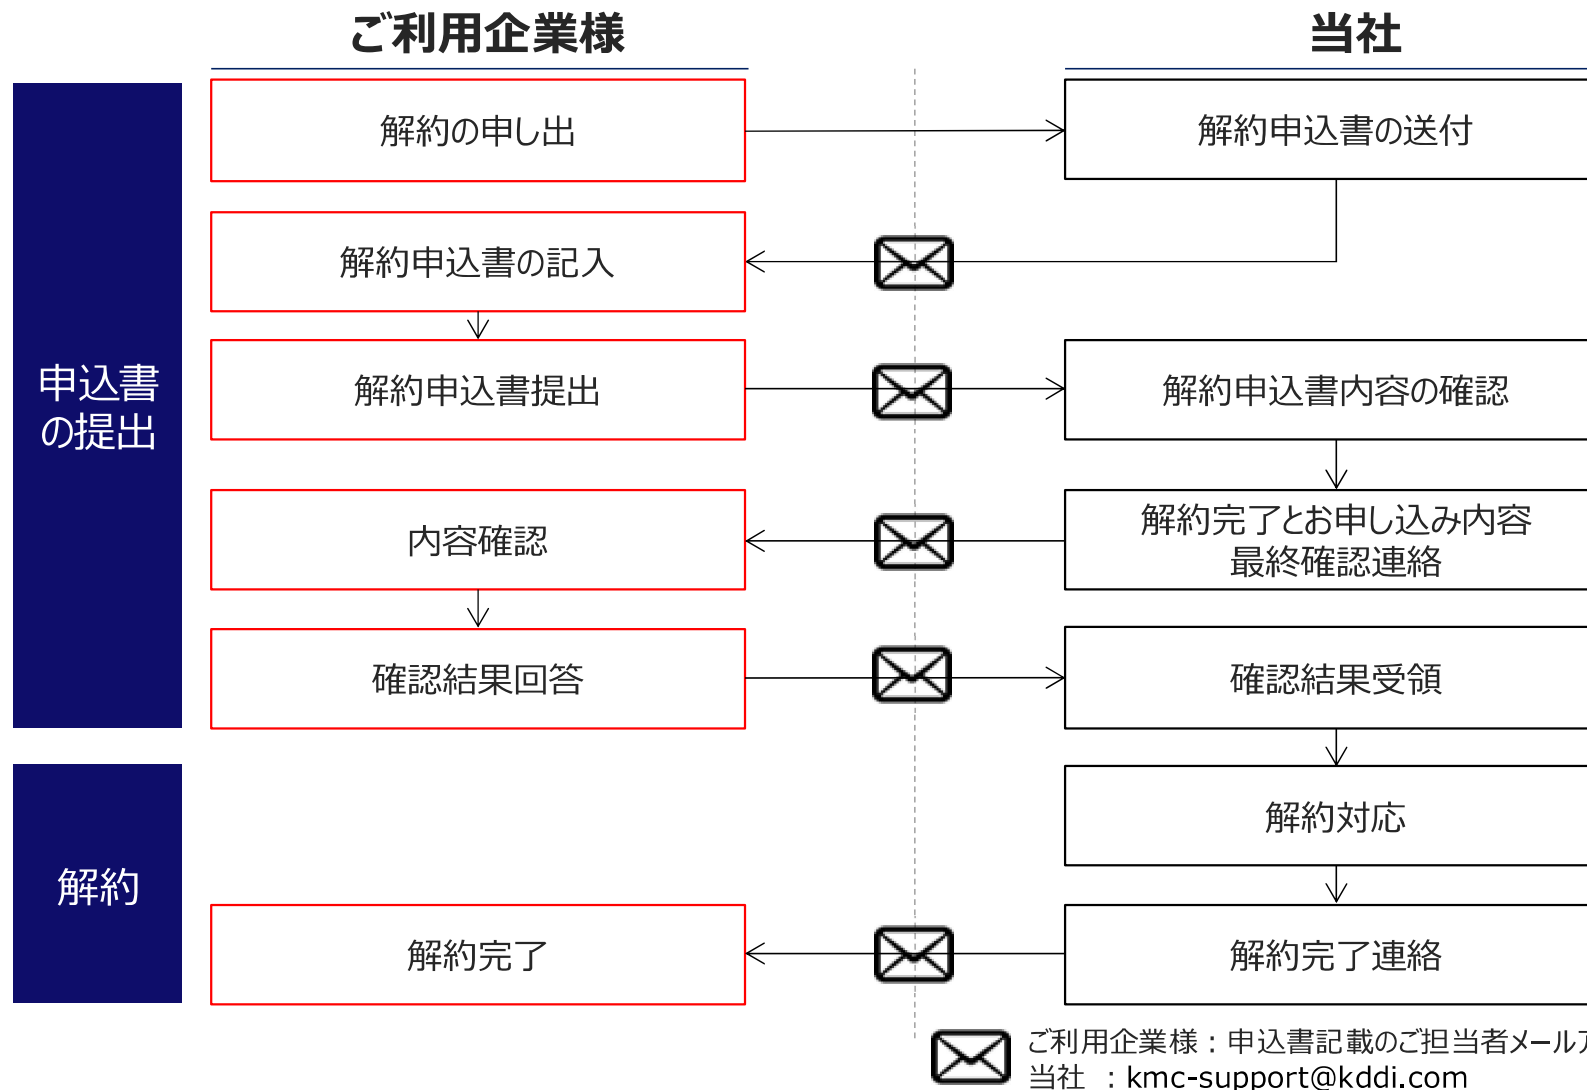 ご利用企業様
当社
申込書
の提出
解約の申し出
解約申込書の送付
解約申込書の記入
解約申込書提出
解約申込書内容の確認
内容確認
解約完了とお申し込み内容
最終確認連絡
確認結果回答
確認結果受領
解約
解約対応
解約完了
解約完了連絡
ご利用企業様：申込書記載のご担当者メールア
当社 ：kmc-support@kddi.com